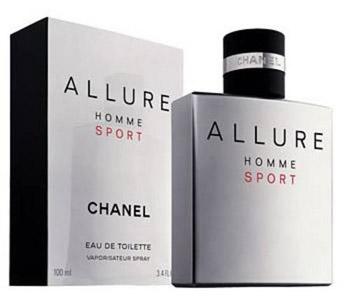 ALLURE
HOMME
SPORT
CHANEL
EAU DE TOILETTE
VAPORISATEUR SPRAY
100 ml
3.4 FL
CHANEL
ALLURE
HOMME
SPORT